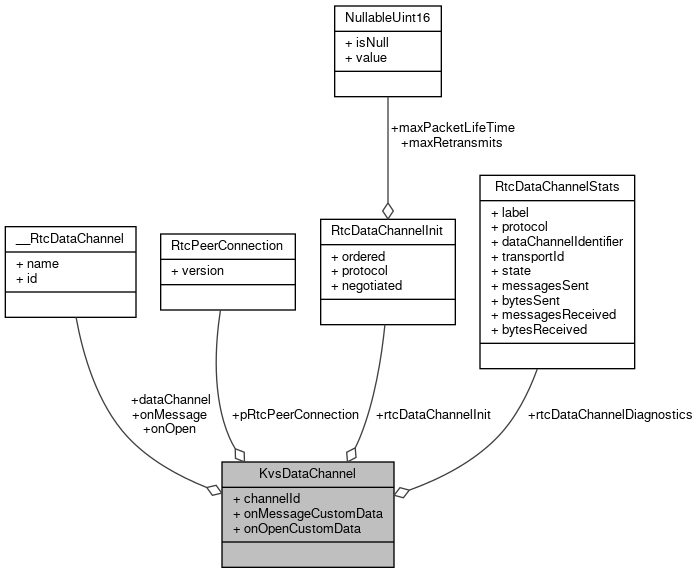 NullableUint16
+ isNull
+ value
+maxPacketLifeTime
+maxRetransmits
__RtcDataChannel
+ name
+ id
RtcPeerConnection
+ version
RtcDataChannelInit
+ ordered
+ protocol
+ negotiated
RtcDataChannelStats
+ label
+ protocol
+ dataChannelIdentifier
+ transportId
+ state
+ messagesSent
+ bytesSent
+ messagesReceived
+ bytesReceived
+dataChannel
+onMessage
+onOpen
+pRtcPeerConnection
+rtcDataChannelInit
+rtcDataChannelDiagnostics
KvsDataChannel
+ channelId
+ onMessageCustomData
+ onOpenCustomData